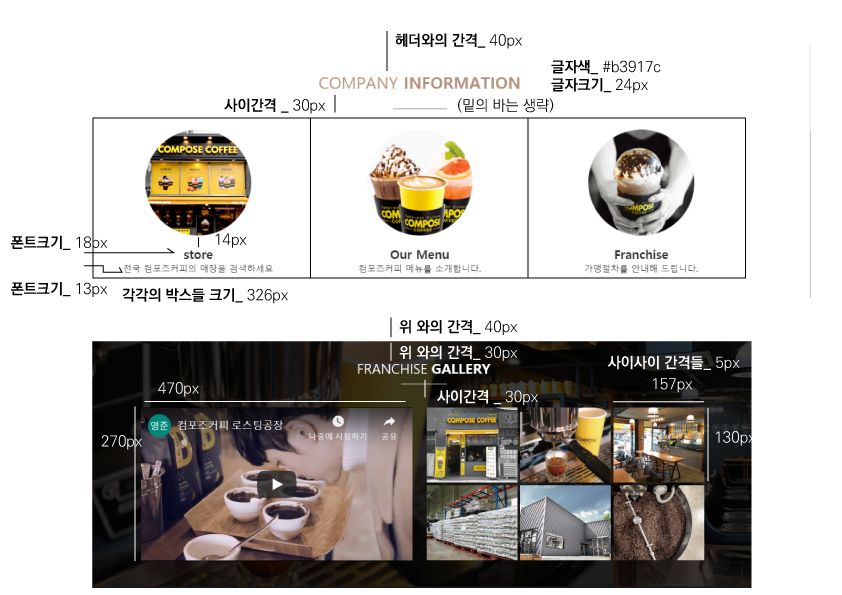 헤더와의 간격_ 40px
글자색_ #b3917c
COMPANY INFORMATION
글자크기_ 24px
사이간격 _ 30px
(밑의 바는 생략)
COMPOSE COFFEE
COMPOSE
COFFEE
COMPOSE
폰트크기_ 18px
14px
store
Our Menu
Franchise
전국 컴포즈커피의 매장을 검색하세요
컴포즈커피 메뉴를 소개합니다.
가맹절차를 안내해 드립니다.
폰트크기_ 13px
각각의 박스들 크기_ 326px
위 와의 간격_ 40px
위 와의 간격_ 30px
사이사이 간격들_ 5px
FRANCHISE GALLERY
470px
157px
사이간격 _ 30px
영준
컴포즈커피 로스팅공장
나중에 시청하기
공유
COMPOSE COFFEE
270px
130px